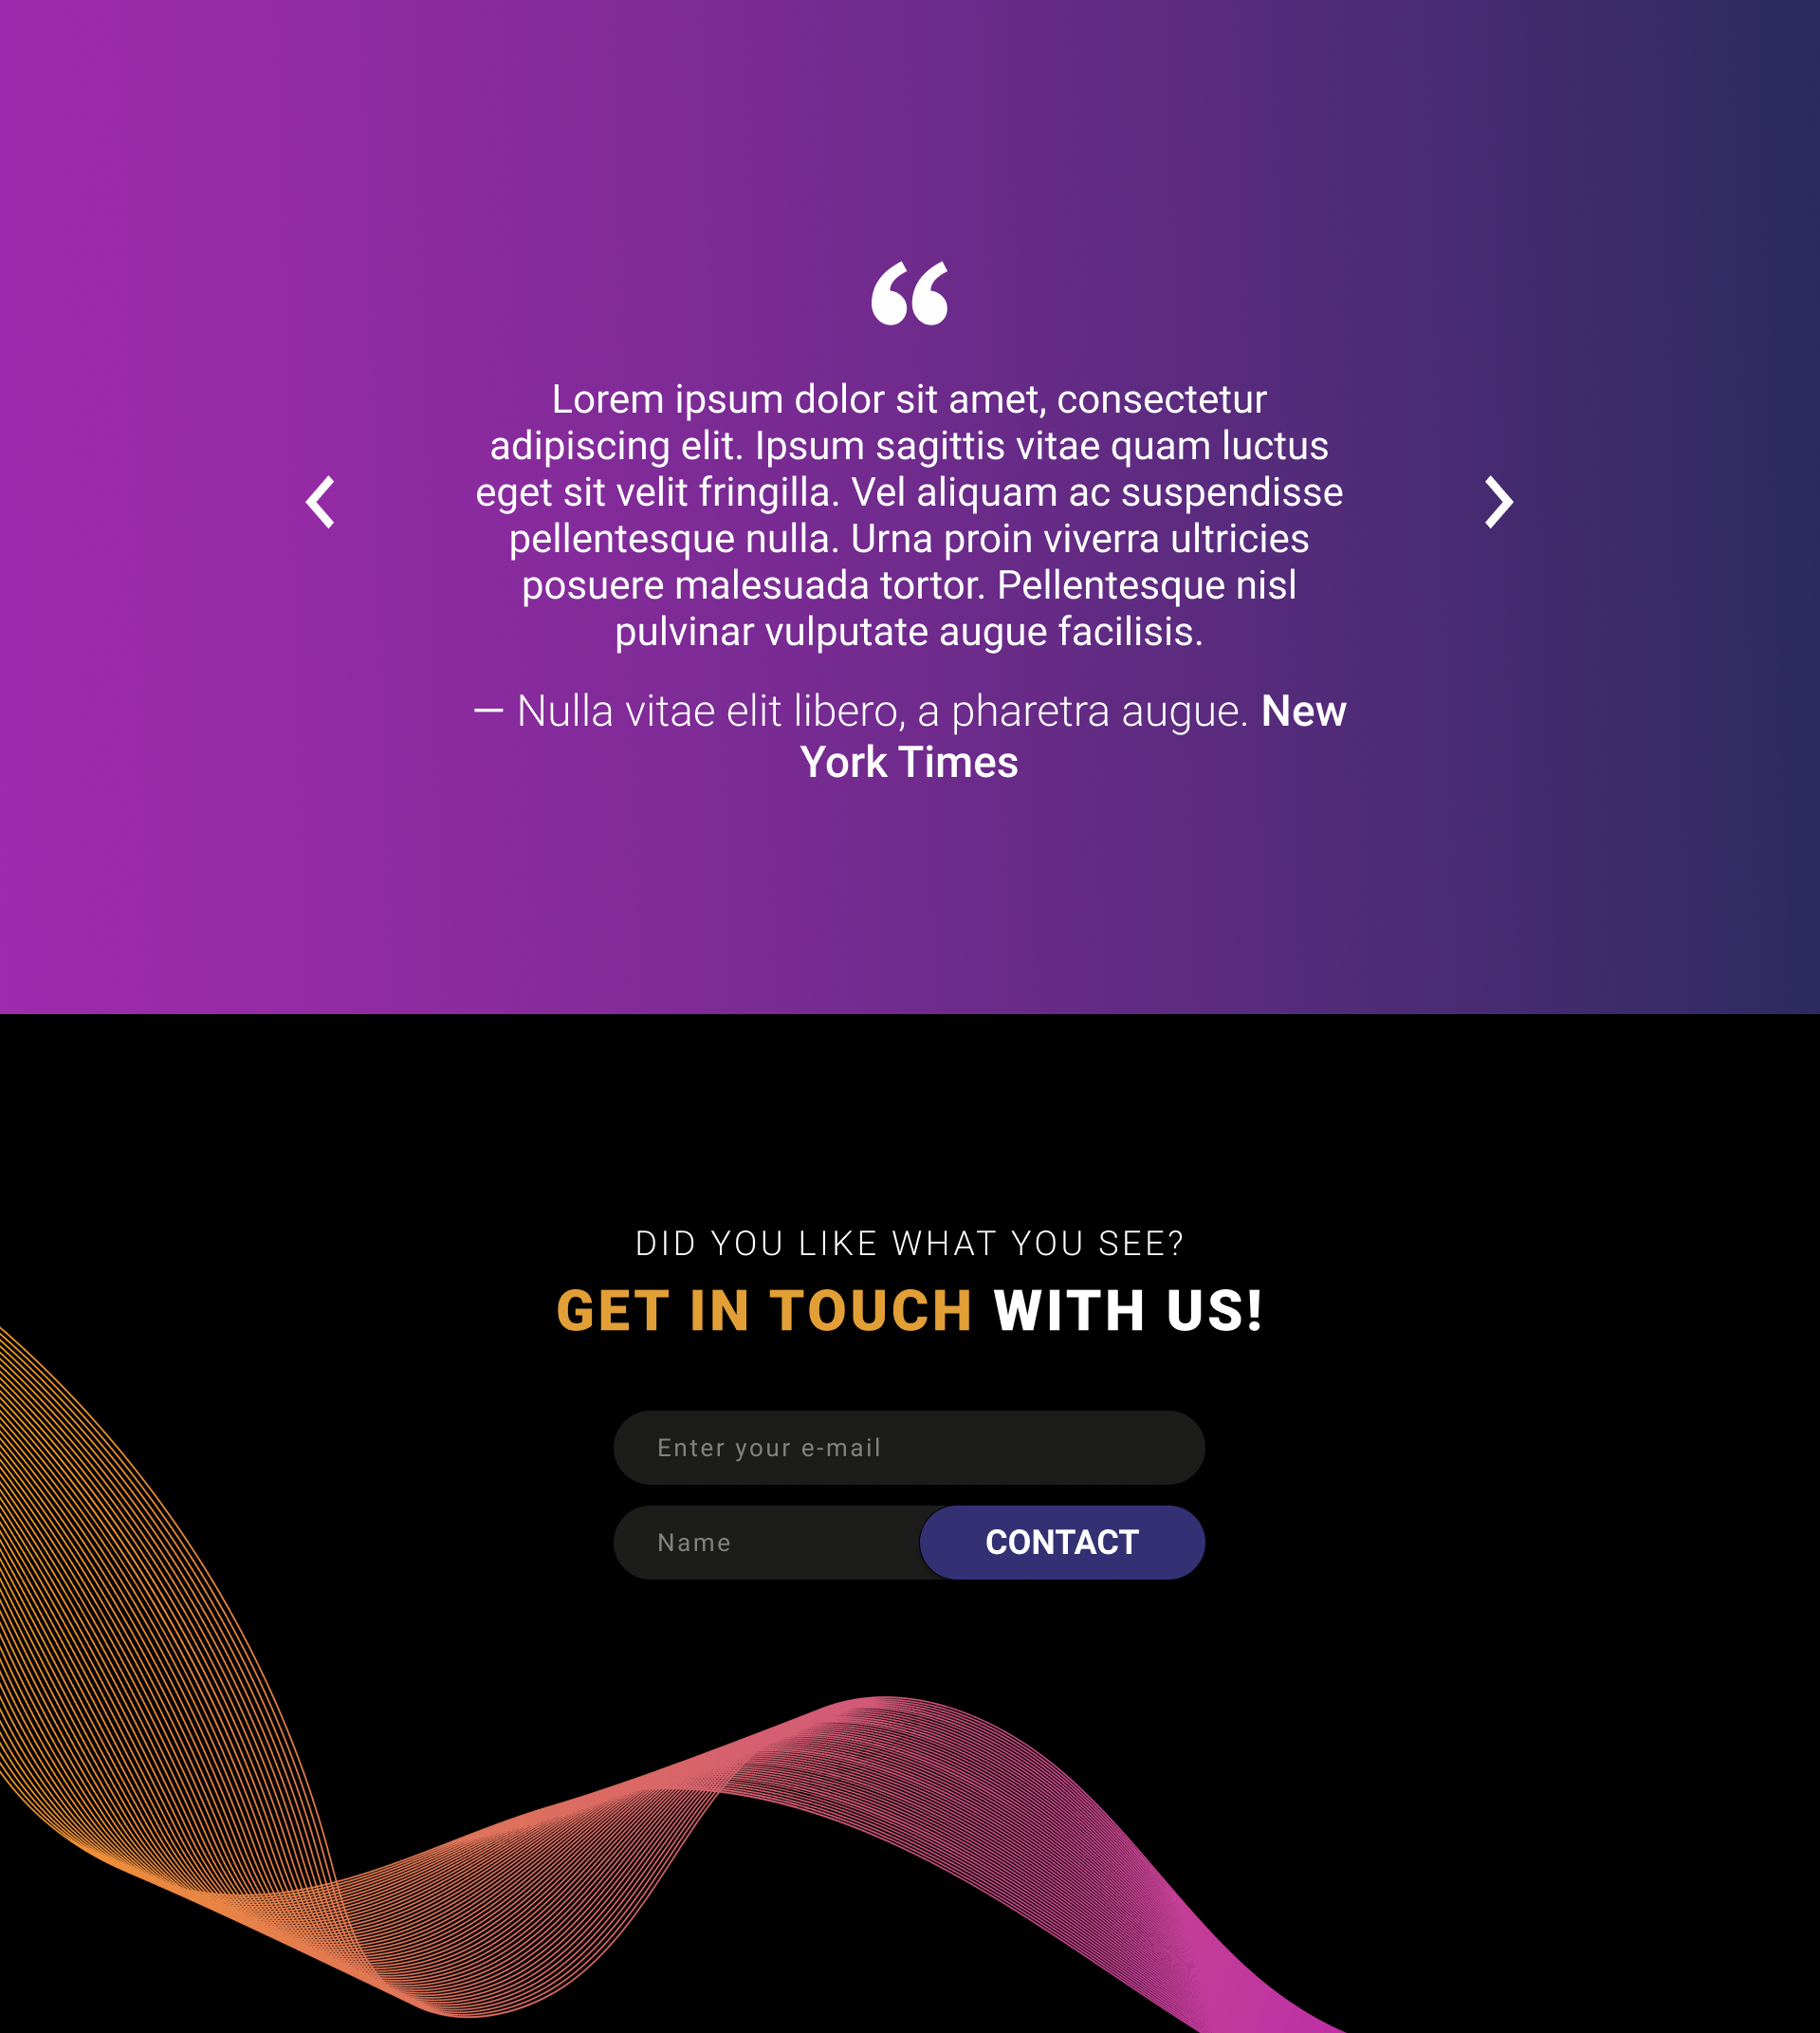 “
Lorem ipsum dolor sit amet, consectetur
adipiscing elit. Ipsum sagittis vitae quam luctus
eget sit velit fringilla. Vel aliquam ac suspendisse
pellentesque nulla. Urna proin viverra ultricies
posuere malesuada tortor. Pellentesque nisl
pulvinar vulputate augue facilisis.
— Nulla vitae elit libero, a pharetra augue. New
York Times
DID YOU LIKE WHAT YOU SEE?
GET IN TOUCH WITH US!
Enter your e-mail
Name
CONTACT